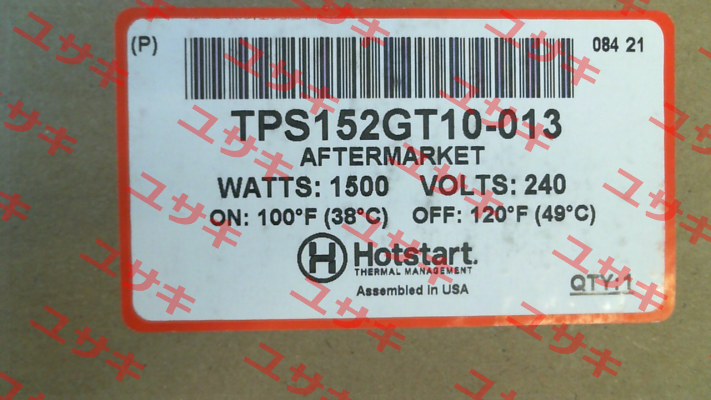 (P)
084 21
TPS152GT10-013
AFTERMARKET
WATTS: 1500 VOLTS: 240
ON: 100°F (38°C) OFF: 120°F (49°C)
H Hotstart.
THERMAL MANAGEMENT
Assembled in USA
QTY:1
ユサキ